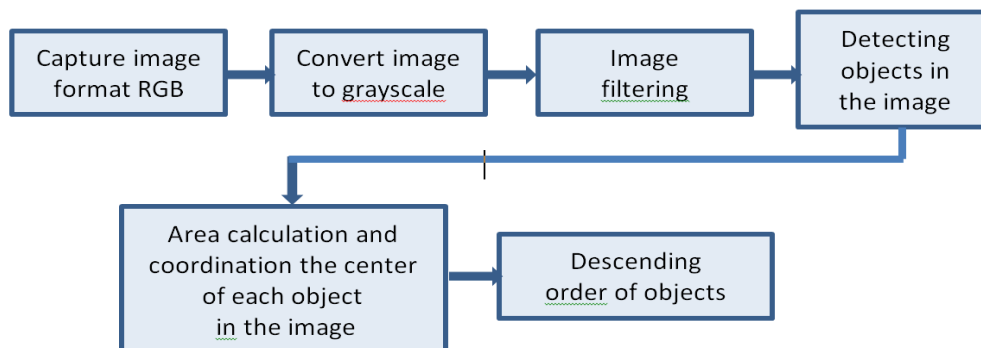 Capture image
format RGB
Convert image
to grayscale
Image
filtering
Detecting
objects in
the image
Area calculation and
coordination the center
of each object
in the image
Descending
order of objects